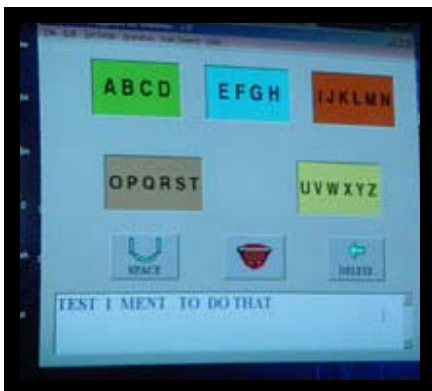 ABCD EFGH IJKLMN
OPQRST UVWXYZ
SPACE DELETE
TEST I MENT TO DO THAT